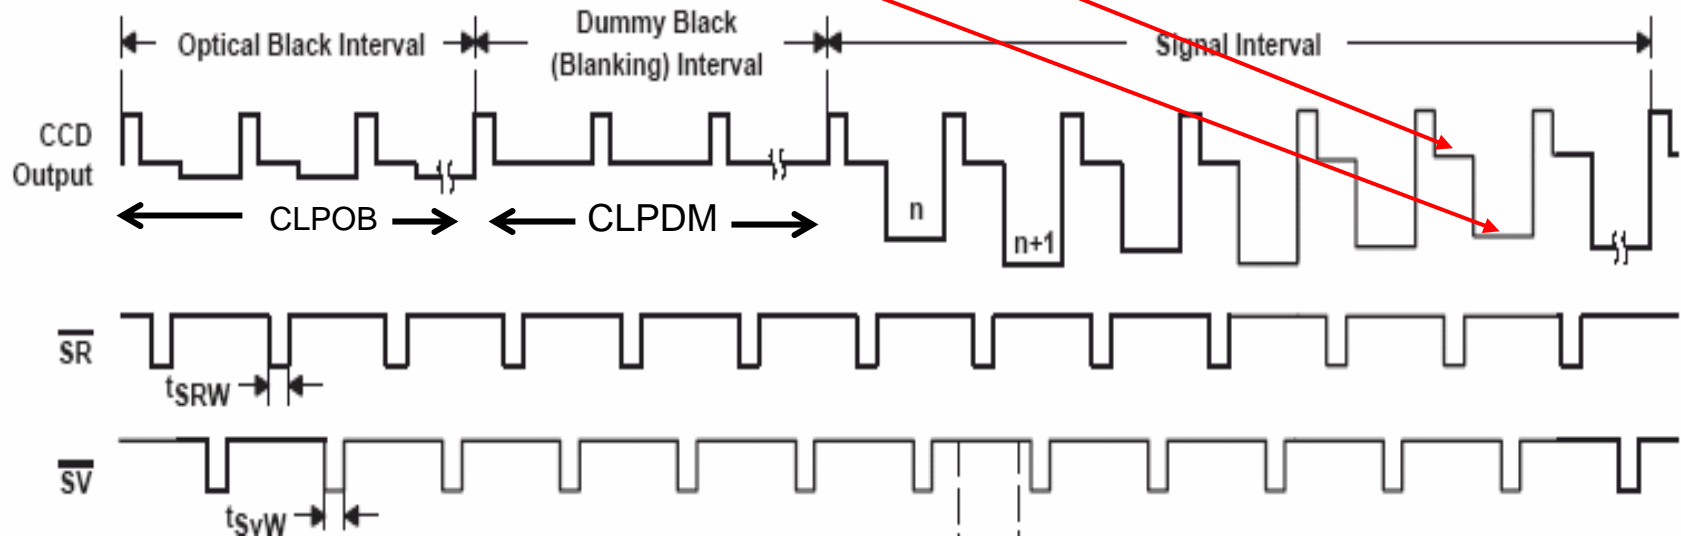 Optical Black Interval
Dummy Black
(Blanking) Interval
Signal Interval
CCD
Output
CLPOB
CLPDM
n
n+1
SR
tSRW
SV
tSVW